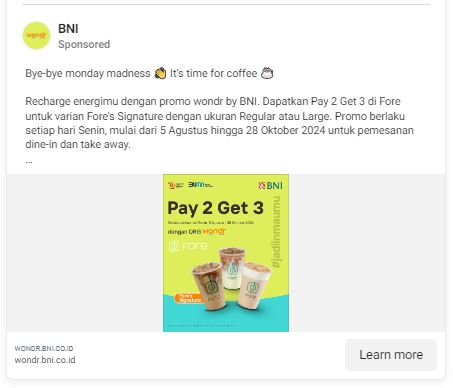 wondr
BNI
Sponsored
Bye-bye monday madness 👋 It's time for coffee ☕
Recharge energimu dengan promo wondr by BNI. Dapatkan Pay 2 Get 3 di Fore
untuk varian Fore's Signature dengan ukuran Regular atau Large. Promo berlaku
setiap hari Senin, mulai dari 5 Agustus hingga 28 Oktober 2024 untuk pemesanan
dine-in dan take away.
...
BUMN
BNI
Pay 2 Get 3
dengan QRIS wondr
FORE
#jadiinmaumu
Fore's
Signature
FORE
WONDR.BNI.CO.ID
wondr.bni.co.id
Learn more